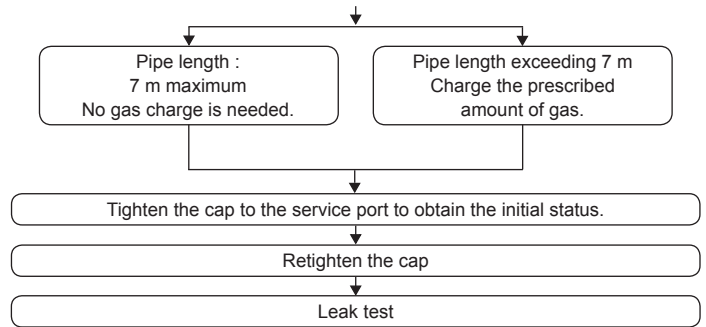 Pipe length :
7 m maximum
No gas charge is needed.
Pipe length exceeding 7 m
Charge the prescribed
amount of gas.
Tighten the cap to the service port to obtain the initial status.
Retighten the cap
Leak test